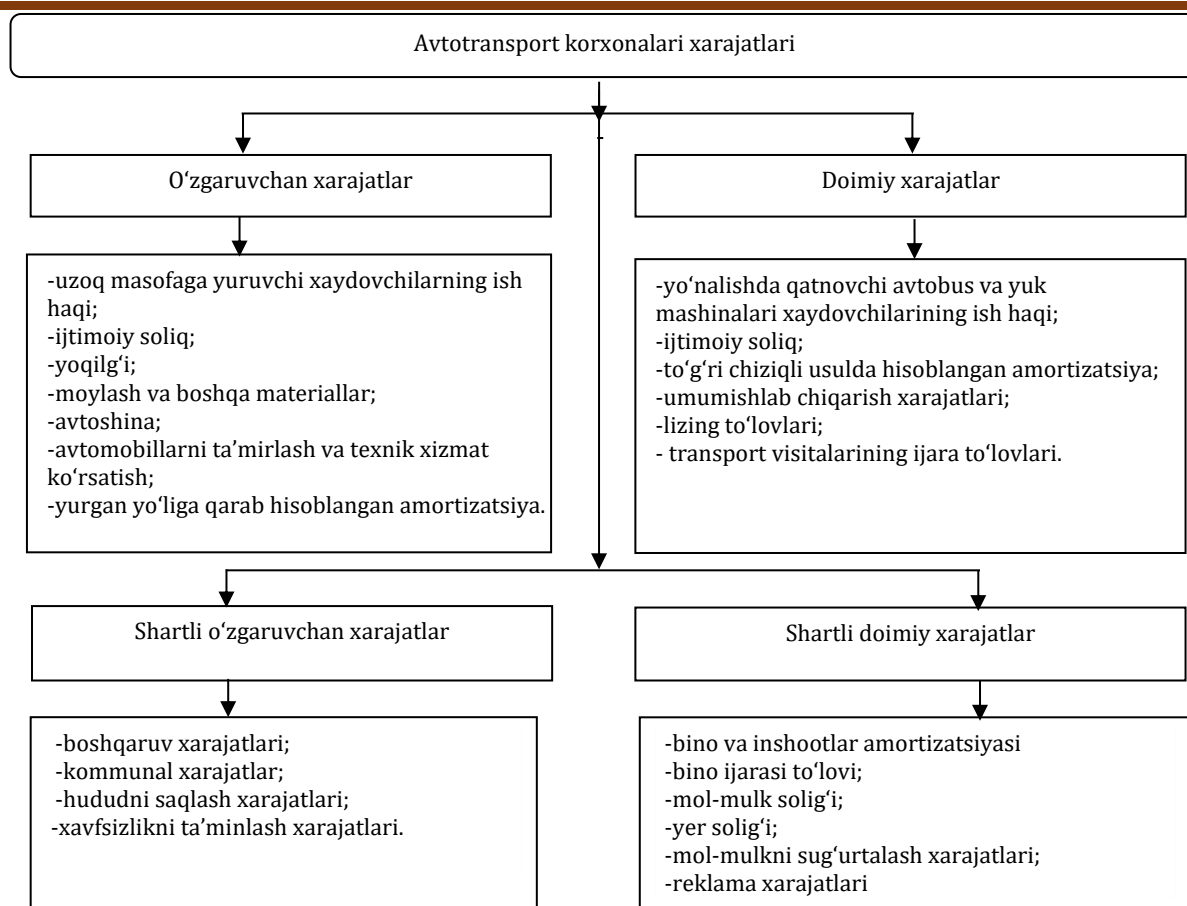 Avtotransport korxonalari xarajatlari
-
O‘zgaruvchan xarajatlar
Doimiy xarajatlar
-uzoq masofaga yuruvchi xaydovchilarning ish
haqi;
-ijtimoiy soliq;
-yoqilg‘i;
-moylash va boshqa materiallar;
-avtoshina;
-avtomobillarni ta’mirlash va texnik xizmat
ko‘rsatish;
-yurgan yo‘liga qarab hisoblangan amortizatsiya.
-yo‘nalishda qatnovchi avtobus va yuk
mashinalari xaydovchilarining ish haqi;
-ijtimoiy soliq;
-to‘g‘ri chiziqli usulda hisoblangan amortizatsiya;
-umumishlab chiqarish xarajatlari;
-lizing to‘lovlari;
- transport visitalarining ijara to‘lovlari.
Shartli o‘zgaruvchan xarajatlar
Shartli doimiy xarajatlar
-boshqaruv xarajatlari;
-kommunal xarajatlar;
-hududni saqlash xarajatlari;
-xavfsizlikni ta’minlash xarajatlari.
-bino va inshootlar amortizatsiyasi
-bino ijarasi to‘lovi;
-mol-mulk solig‘i;
-yer solig‘i;
-mol-mulkni sug‘urtalash xarajatlari;
-reklama xarajatlari